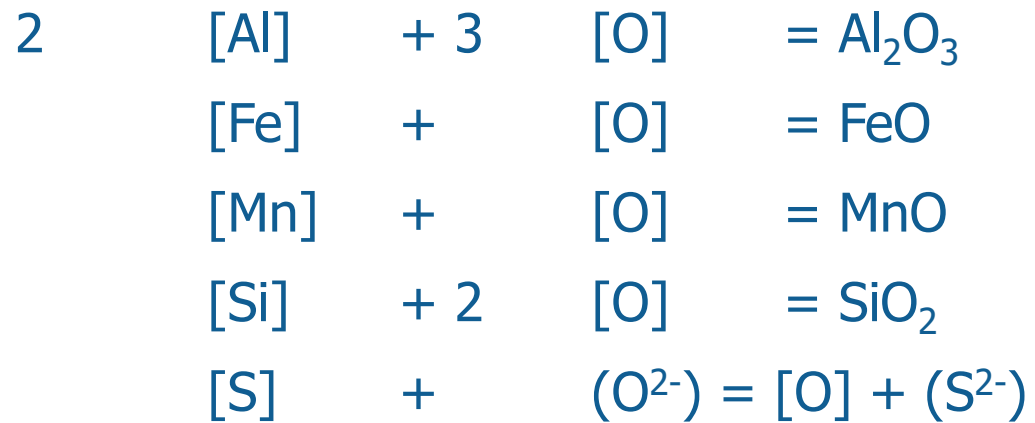 2 [Al] + 3 [O] = Al₂O₃
[Fe] + [O] = FeO
[Mn] + [O] = MnO
[Si] + 2 [O] = SiO₂
[S] + (O²⁻) = [O] + (S²⁻)